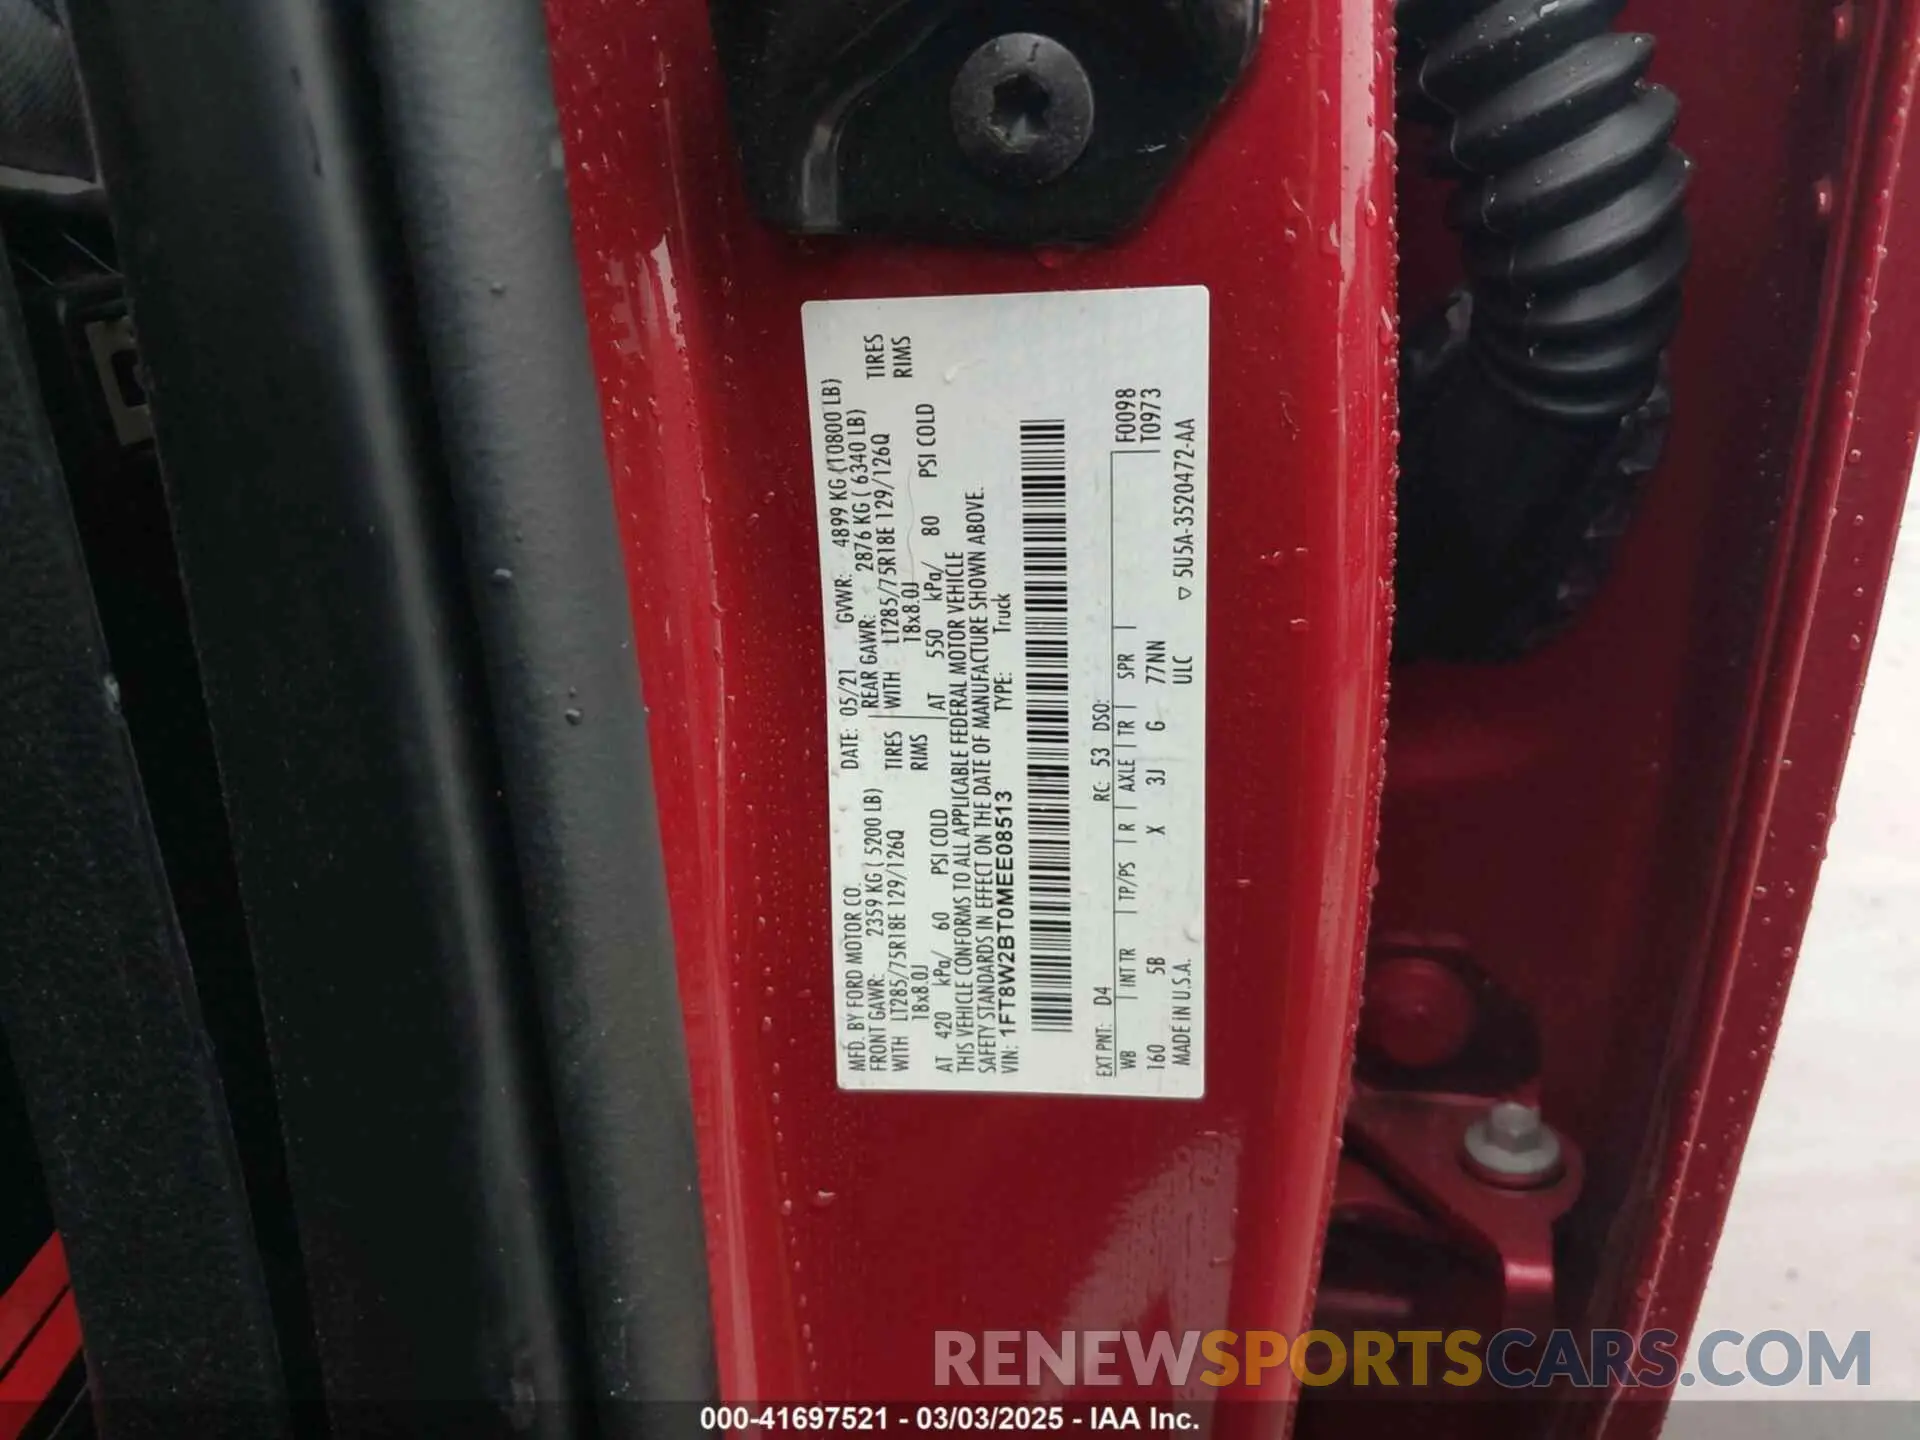 MFD. BY FORD MOTOR CO. DATE: 05/21 GVWR: 4899 KG (10800 LB)
FRONT GAWR: 2359 KG ( 5200 LB) REAR GAWR: 2876 KG ( 6340 LB)
WITH LT285/75R18E 129/126Q TIRES WITH LT285/75R18E 129/126Q TIRES
18x8.0J RIMS 18x8.0J RIMS
AT 420 kPa/ 60 PSI COLD AT 550 kPa/ 80 PSI COLD
THIS VEHICLE CONFORMS TO ALL APPLICABLE FEDERAL MOTOR VEHICLE
SAFETY STANDARDS IN EFFECT ON THE DATE OF MANUFACTURE SHOWN ABOVE.
VIN: 1FT8W2BT0MEE08513 TYPE: Truck
EXT PNT: D4 RC: 53 DSO: F0098
WB INT TR TP/PS R AXLE TR SPR T0973
160 5B X 3J G 77NN
MADE IN U.S.A. ULC ▽ 5U5A-3520472-AA
RENEWSPORTSCARS.COM
000-41697521 - 03/03/2025 - IAA Inc.